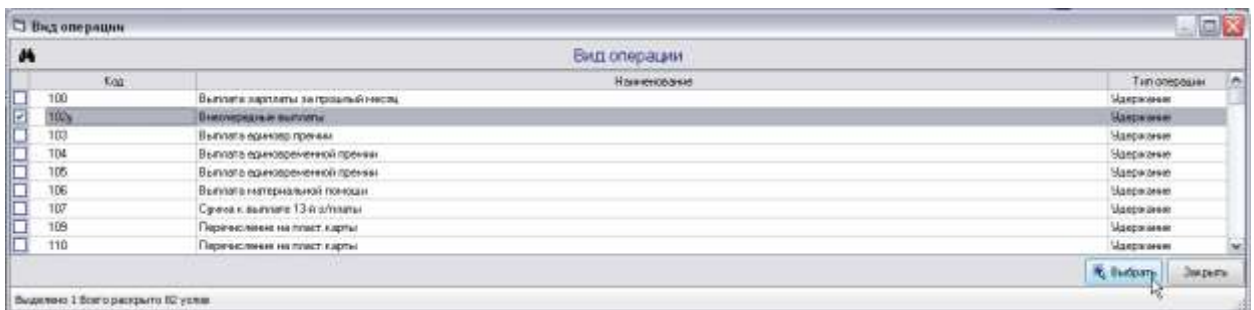 Вид операции
Вид операции
Код Наименование Тип операции
100 Выплата зарплаты за прошлый месяц Удержание
102у Внеочередные выплаты Удержание
103 Выплата единовр премии Удержание
104 Выплата единовременной премии Удержание
105 Выплата единовременной премии Удержание
106 Выплата материальной помощи Удержание
107 Сумма к выплате 13-й з/платы Удержание
109 Перечисление на пласт. карты Удержание
110 Перечисление на пласт. карты Удержание
Выбрать Закрыть
Выделено 1 Всего раскрыто 82 узлов